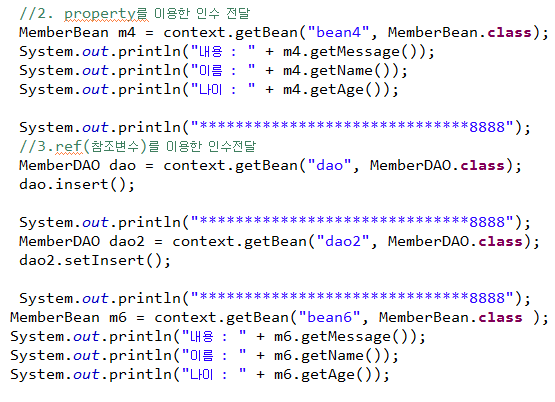 //2. property를 이용한 인수 전달
MemberBean m4 = context.getBean("bean4", MemberBean.class);
System.out.println("내용 : " + m4.getMessage());
System.out.println("이름 : " + m4.getName());
System.out.println("나이 : " + m4.getAge());
System.out.println("******************************8888");
//3.ref(참조변수)를 이용한 인수전달
MemberDAO dao = context.getBean("dao", MemberDAO.class);
dao.insert();
System.out.println("******************************8888");
MemberDAO dao2 = context.getBean("dao2", MemberDAO.class);
dao2.setInsert();
System.out.println("******************************8888");
MemberBean m6 = context.getBean("bean6", MemberBean.class );
System.out.println("내용 : " + m6.getMessage());
System.out.println("이름 : " + m6.getName());
System.out.println("나이 : " + m6.getAge());